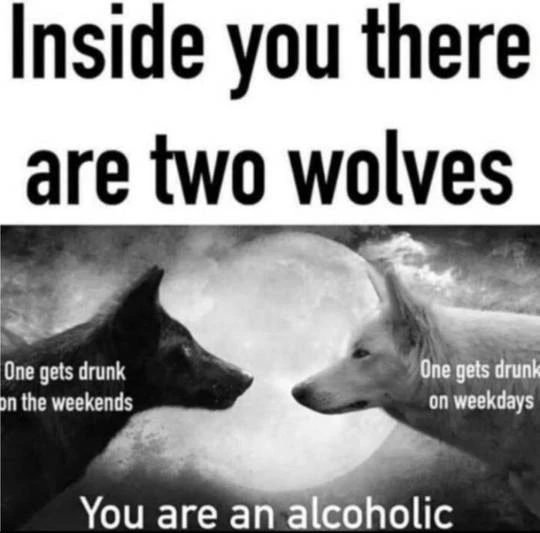 Inside you there
are two wolves
One gets drunk
on the weekends
One gets drunk
on weekdays
You are an alcoholic